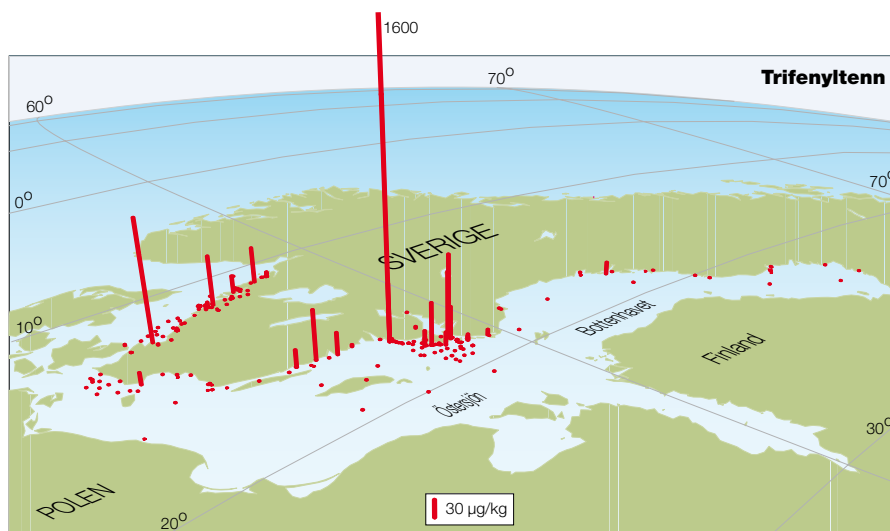 1600
Trifenyltenn
70°
60°
70°
0°
SVERIGE
10°
Bottenhavet
Finland
Östersjön
30°
POLEN
20°
30 µg/kg